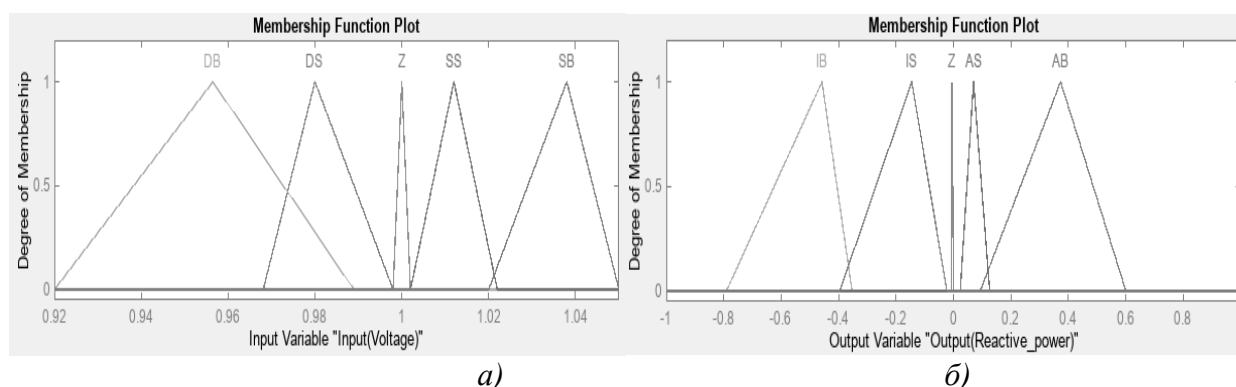 Membership Function Plot
DB DS Z SS SB
1
0.5
0
Degree of Membership
0.92 0.94 0.96 0.98 1 1.02 1.04
Input Variable "Input(Voltage)"
а)
Membership Function Plot
IB IS Z AS AB
1
0.5
0
Degree of Membership
-1 -0.8 -0.6 -0.4 -0.2 0 0.2 0.4 0.6 0.8
Output Variable "Output(Reactive_power)"
б)